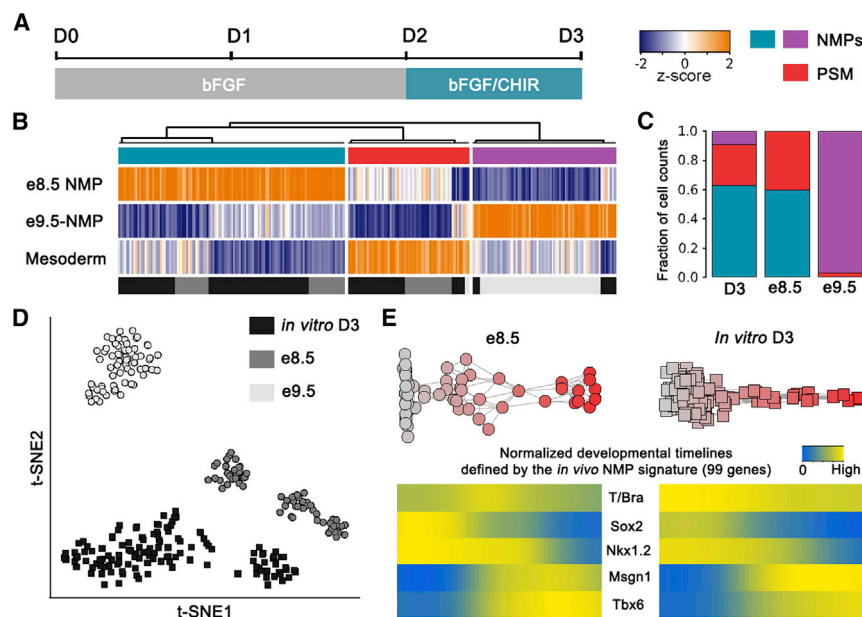 A
D0 D1 D2 D3
bFGF bFGF/CHIR
-2 0 2
z-score
NMPs
PSM
B
e8.5 NMP
e9.5-NMP
Mesoderm
C
Fraction of cell counts
1.0
0.8
0.6
0.4
0.2
0.0
D3 e8.5 e9.5
D
in vitro D3
e8.5
e9.5
t-SNE2
t-SNE1
E
e8.5 In vitro D3
Normalized developmental timelines
defined by the in vivo NMP signature (99 genes)
0 High
T/Bra
Sox2
Nkx1.2
Msgn1
Tbx6